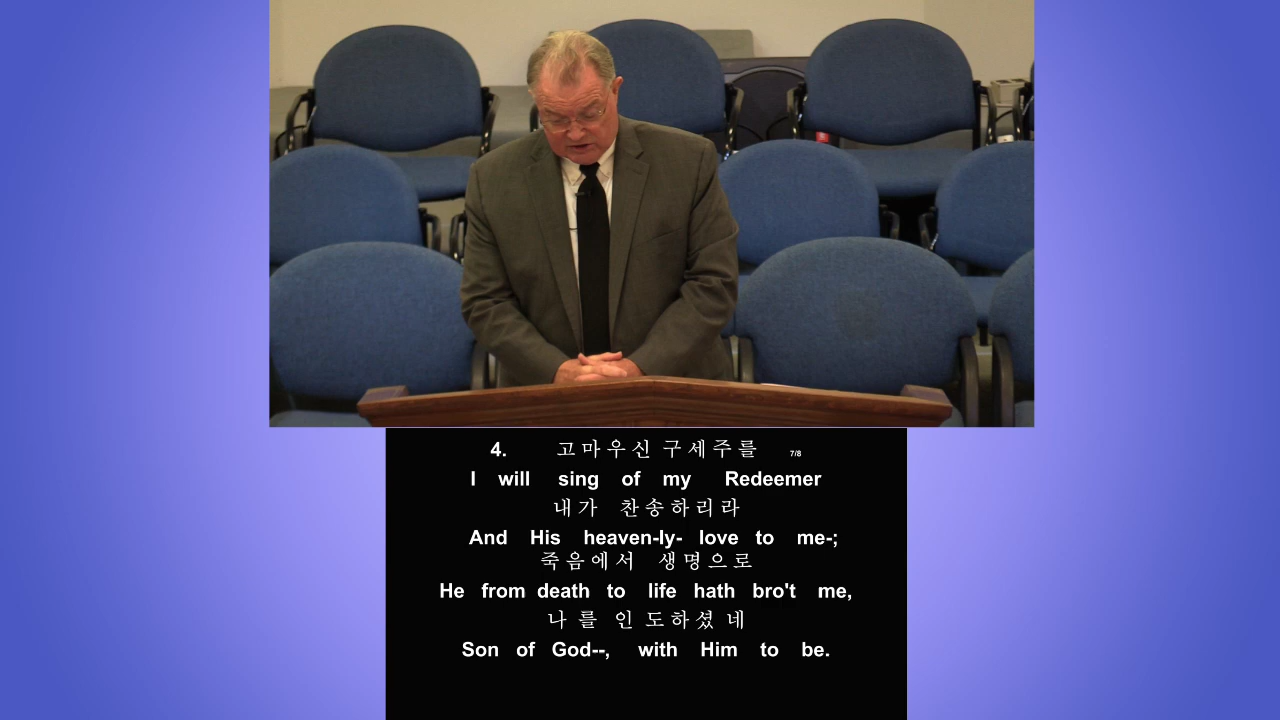 4. 고마우신 구세주를 7/8
I will sing of my Redeemer
내가 찬송하리라
And His heaven-ly- love to me-;
죽음에서 생명으로
He from death to life hath bro't me,
나를 인도하셨네
Son of God--, with Him to be.